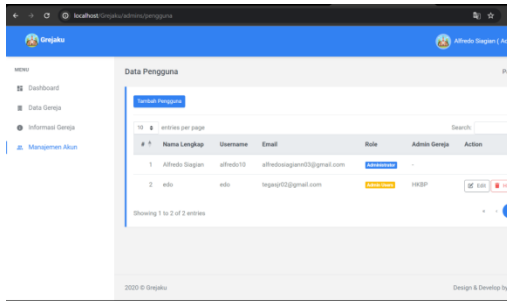 localhost/Grejaku/admins/pengguna
Grejaku
Alfredo Siagian ( Ad
MENU
Data Pengguna
Dashboard
Data Gereja
Informasi Gereja
Manajemen Akun
Tambah Pengguna
10 entries per page
Search:
# Nama Lengkap Username Email Role Admin Gereja Action
1 Alfredo Siagian alfredo10 alfredosiagiann03@gmail.com Administrator -
2 edo edo tegasjr02@gmail.com Admin Gereja HKBP Edit H
Showing 1 to 2 of 2 entries
2020 © Grejaku
Design & Develop by